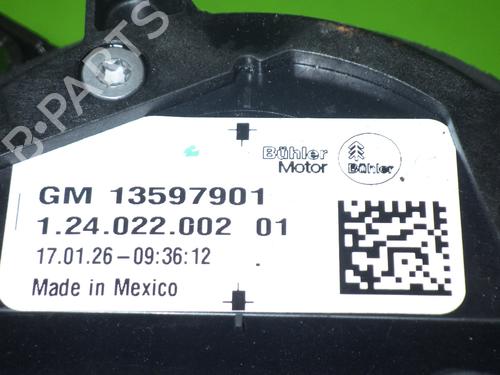 B-PARTS
Bühler
Motor
Bühler
GM 13597901
1.24.022.002 01
17.01.26-09:36:12
Made in Mexico